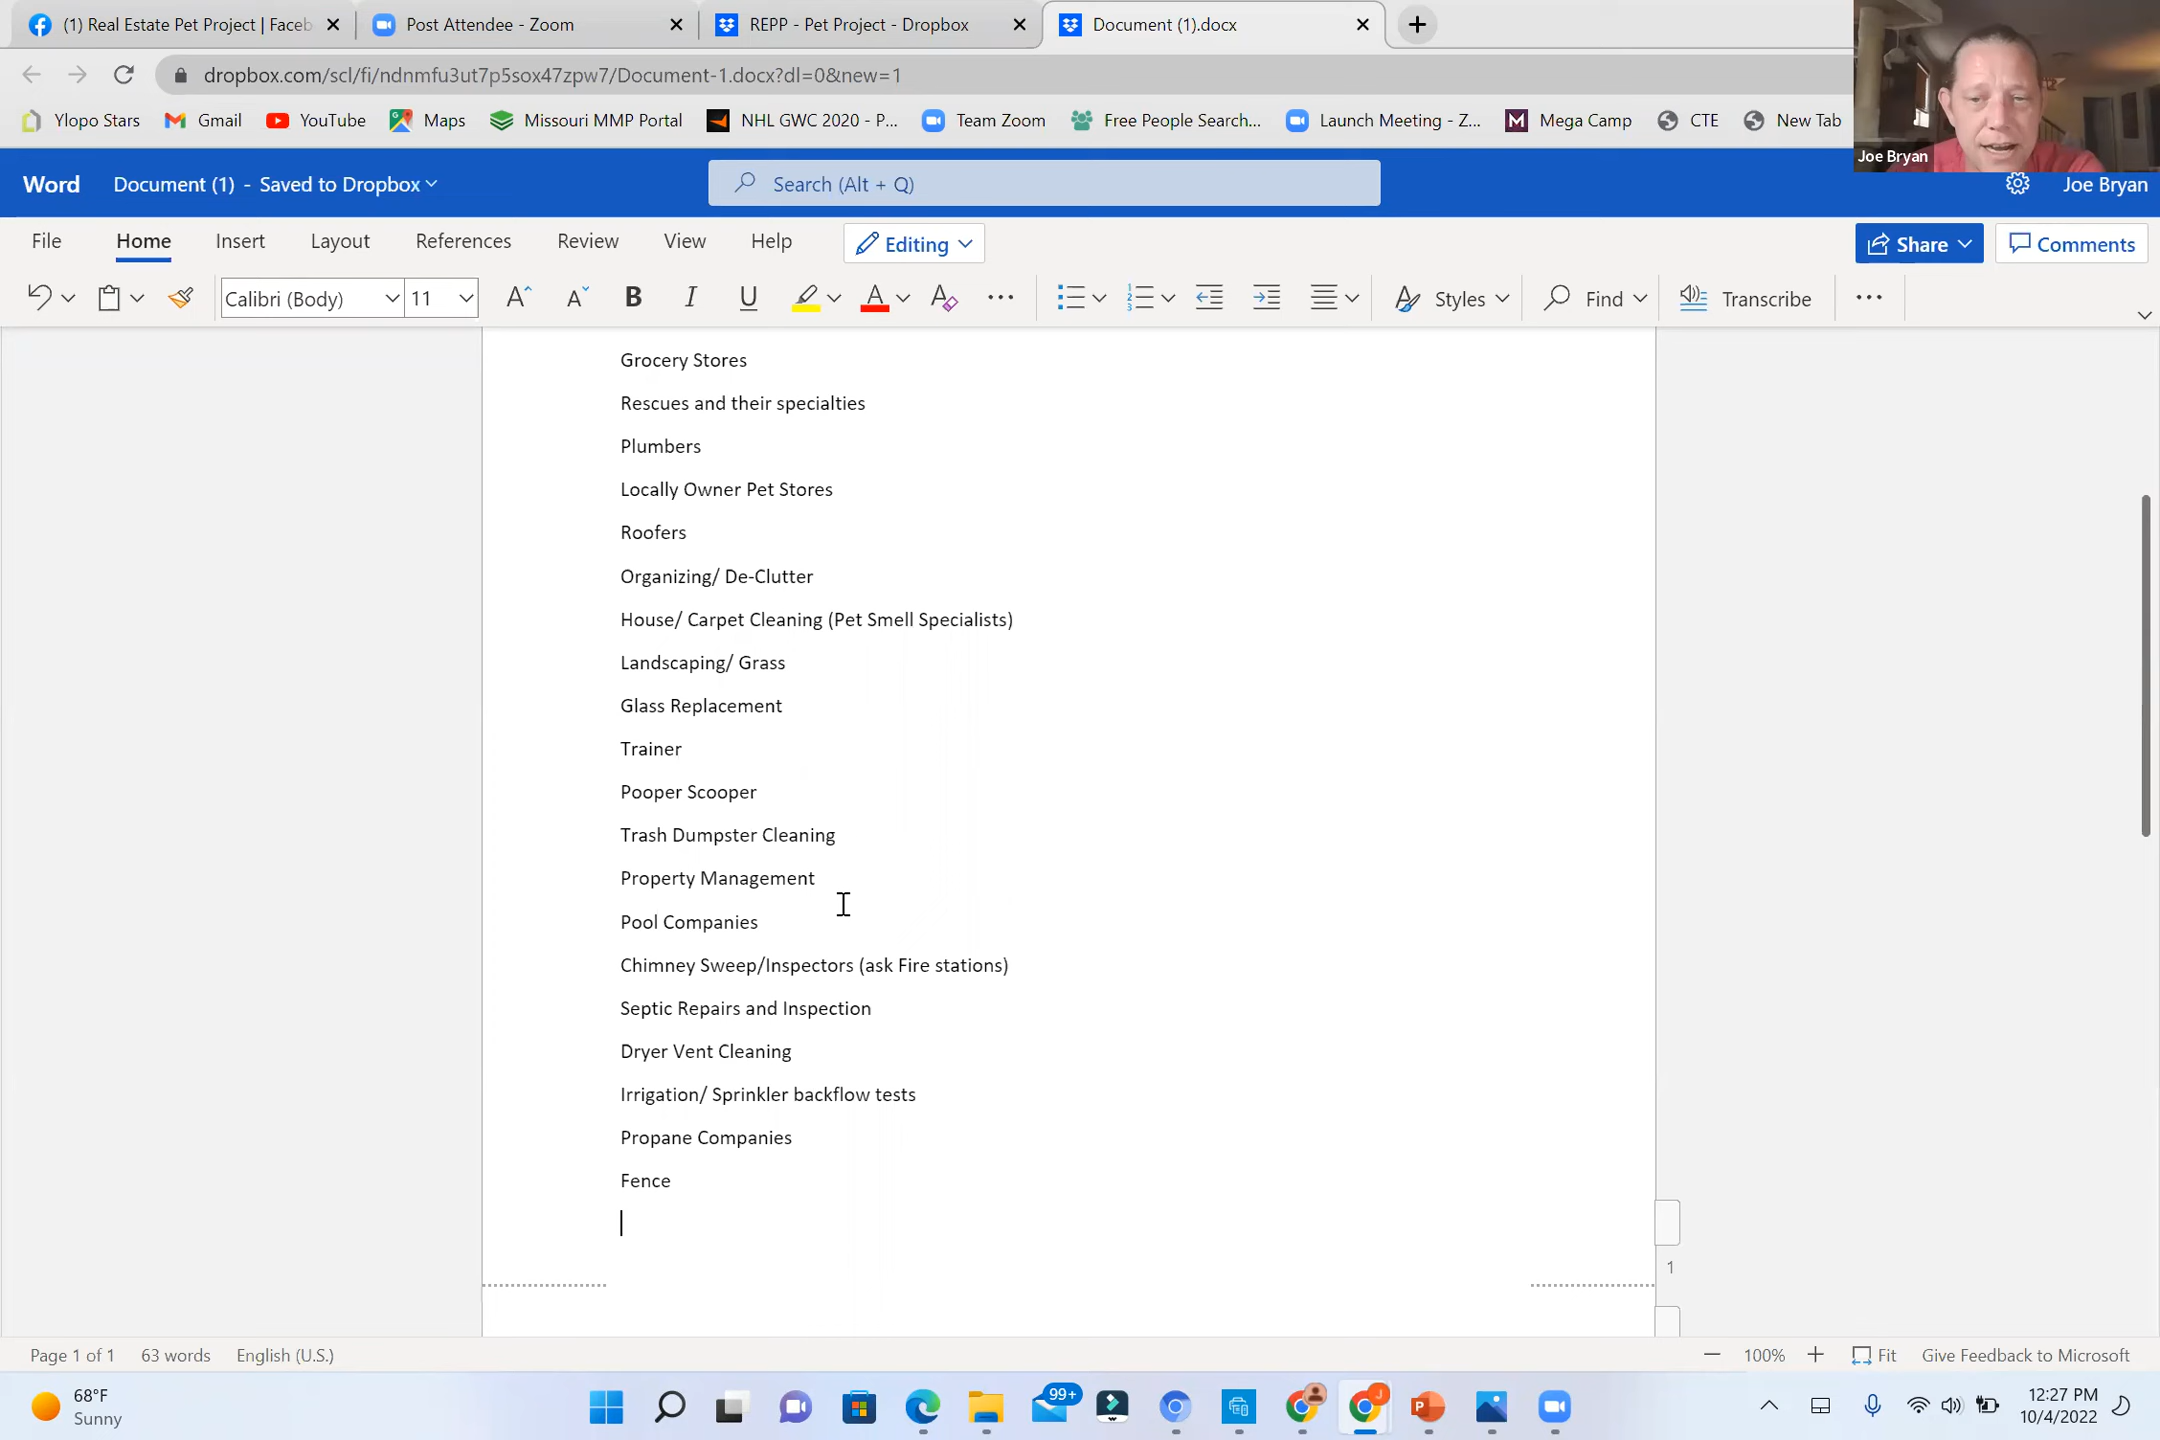 (1) Real Estate Pet Project | Faceb
Post Attendee - Zoom
REPP - Pet Project - Dropbox
Document (1).docx
dropbox.com/scl/fi/ndnmfu3ut7p5sox47zpw7/Document-1.docx?dl=0&new=1
Ylopo Stars
Gmail
YouTube
Maps
Missouri MMP Portal
NHL GWC 2020 - P...
Team Zoom
Free People Search...
Launch Meeting - Z...
Mega Camp
CTE
New Tab
Joe Bryan
Word
Document (1) - Saved to Dropbox
Search (Alt + Q)
Joe Bryan
File
Home
Insert
Layout
References
Review
View
Help
Editing
Share
Comments
Calibri (Body)
11
Styles
Find
Transcribe
Grocery Stores
Rescues and their specialties
Plumbers
Locally Owner Pet Stores
Roofers
Organizing/ De-Clutter
House/ Carpet Cleaning (Pet Smell Specialists)
Landscaping/ Grass
Glass Replacement
Trainer
Pooper Scooper
Trash Dumpster Cleaning
Property Management
Pool Companies
Chimney Sweep/Inspectors (ask Fire stations)
Septic Repairs and Inspection
Dryer Vent Cleaning
Irrigation/ Sprinkler backflow tests
Propane Companies
Fence
1
Page 1 of 1
63 words
English (U.S.)
100%
Fit
Give Feedback to Microsoft
68°F
Sunny
99+
12:27 PM
10/4/2022